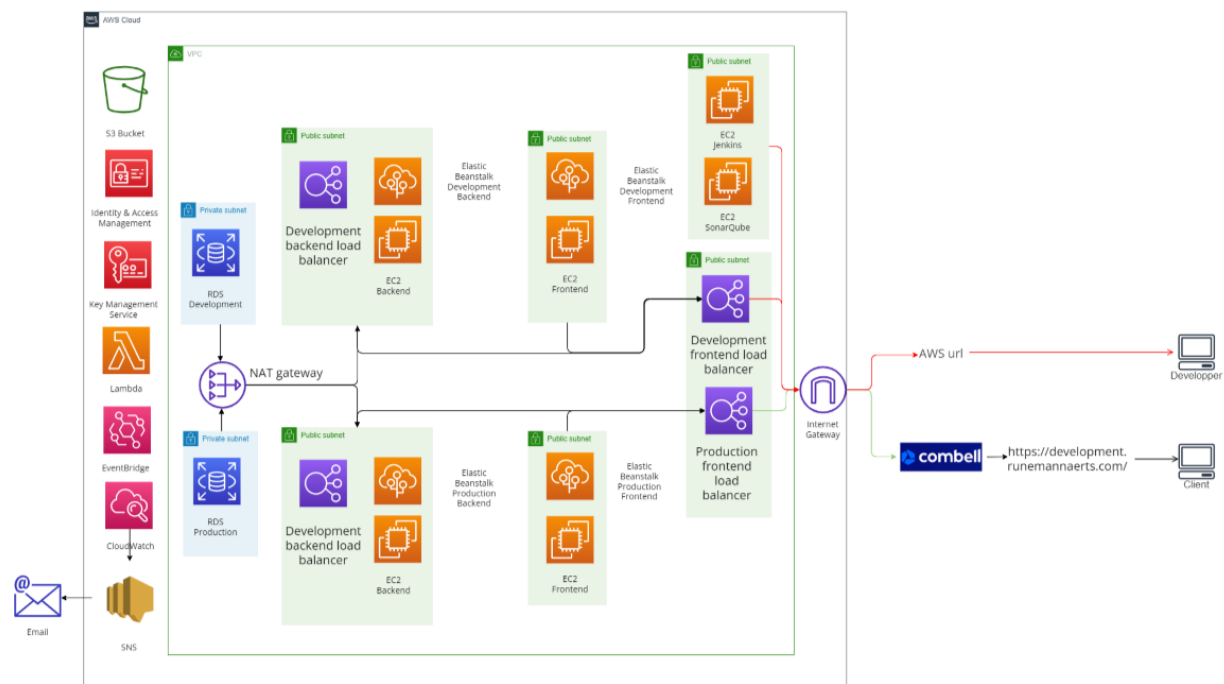 AWS Cloud
VPC
S3 Bucket
Identity & Access
Management
Key Management
Service
Lambda
EventBridge
CloudWatch
SNS
Email
Private subnet
RDS
Development
NAT gateway
Private subnet
RDS
Production
Public subnet
Development
backend load
balancer
EC2
Backend
Elastic
Beanstalk
Development
Backend
Public subnet
EC2
Frontend
Elastic
Beanstalk
Development
Frontend
Public subnet
EC2
Jenkins
EC2
SonarQube
Public subnet
Development
frontend load
balancer
Production
frontend
load
balancer
Public subnet
Development
backend load
balancer
EC2
Backend
Elastic
Beanstalk
Production
Backend
Public subnet
EC2
Frontend
Elastic
Beanstalk
Production
Frontend
Internet
Gateway
AWS url
Developper
combell
https://development.
runemannaerts.com/
Client